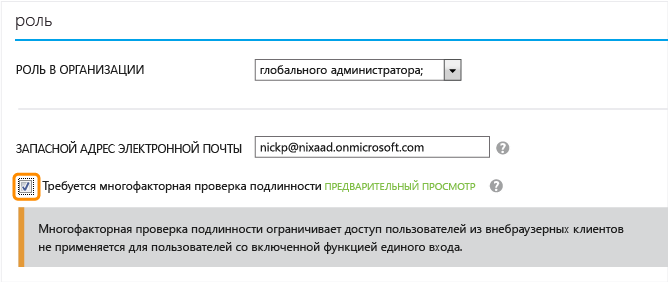 роль
РОЛЬ В ОРГАНИЗАЦИИ
глобального администратора;
ЗАПАСНОЙ АДРЕС ЭЛЕКТРОННОЙ ПОЧТЫ
nickp@nixaad.onmicrosoft.com
?
Требуется многофакторная проверка подлинности ПРЕДВАРИТЕЛЬНЫЙ ПРОСМОТР ?
Многофакторная проверка подлинности ограничивает доступ пользователей из внебраузерных клиентов
не применяется для пользователей со включенной функцией единого входа.